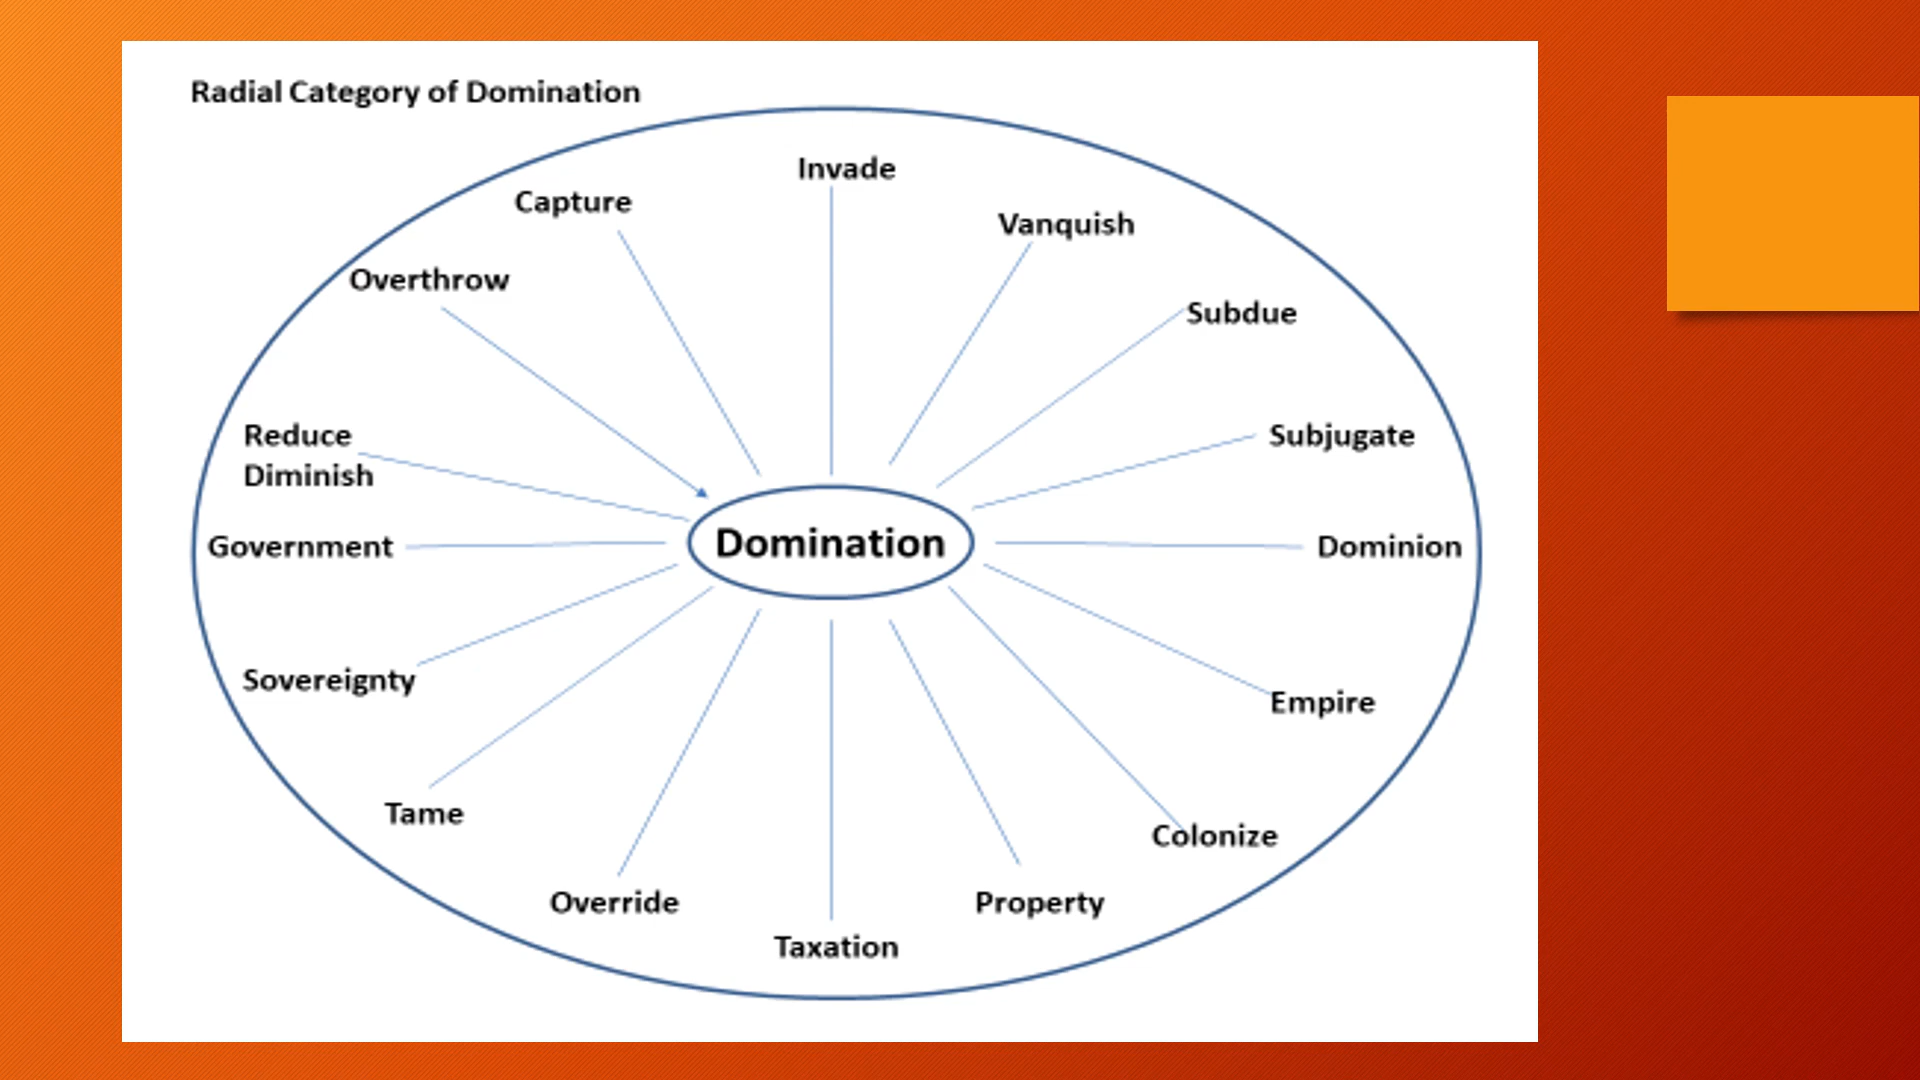 Radial Category of Domination
Invade
Capture
Vanquish
Overthrow
Subdue
Reduce
Diminish
Subjugate
Government
Domination
Dominion
Sovereignty
Empire
Tame
Colonize
Override
Property
Taxation